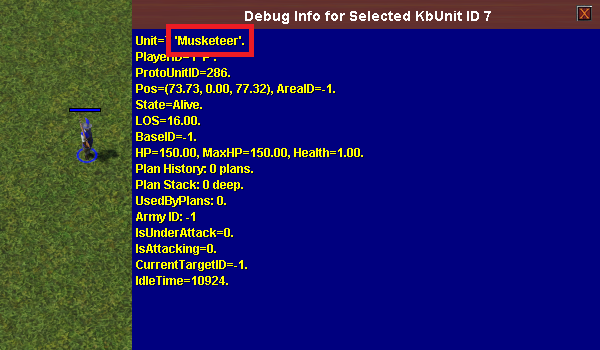 Debug Info for Selected KbUnit ID 7
X
Unit=' 'Musketeer'.
ProtoUnitID=286.
Pos=(73.73, 0.00, 77.32), AreaID=-1.
State=Alive.
LOS=16.00.
BaseID=-1.
HP=150.00, MaxHP=150.00, Health=1.00.
Plan History: 0 plans.
Plan Stack: 0 deep.
UsedByPlans: 0.
Army ID: -1
IsUnderAttack=0.
IsAttacking=0.
CurrentTargetID=-1.
IdleTime=10924.